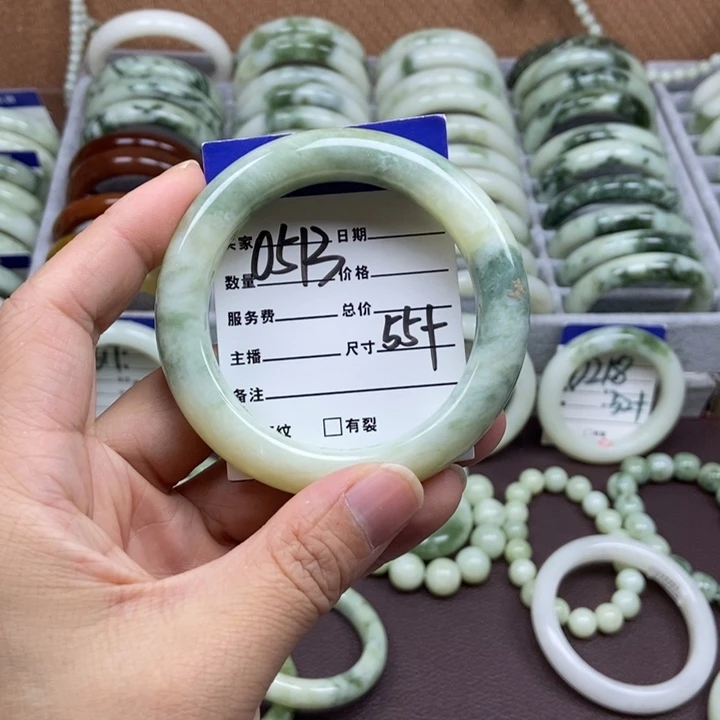 家 0513 日期
数量 价格
服务费 总价
主播 尺寸 55+
备注
纹 □有裂
0218
52+